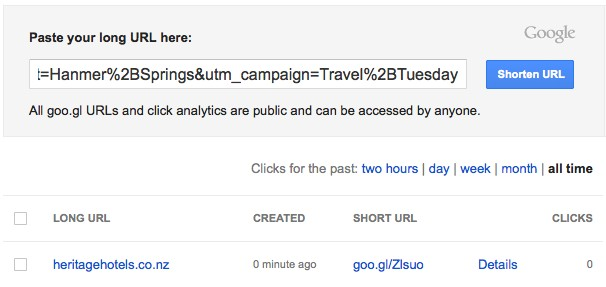 Paste your long URL here:
Google
t=Hanmer%2BSprings&utm_campaign=Travel%2BTuesday
Shorten URL
All goo.gl URLs and click analytics are public and can be accessed by anyone.
Clicks for the past: two hours | day | week | month | all time
LONG URL CREATED SHORT URL CLICKS
heritagehotels.co.nz 0 minute ago goo.gl/Zlsuo Details 0